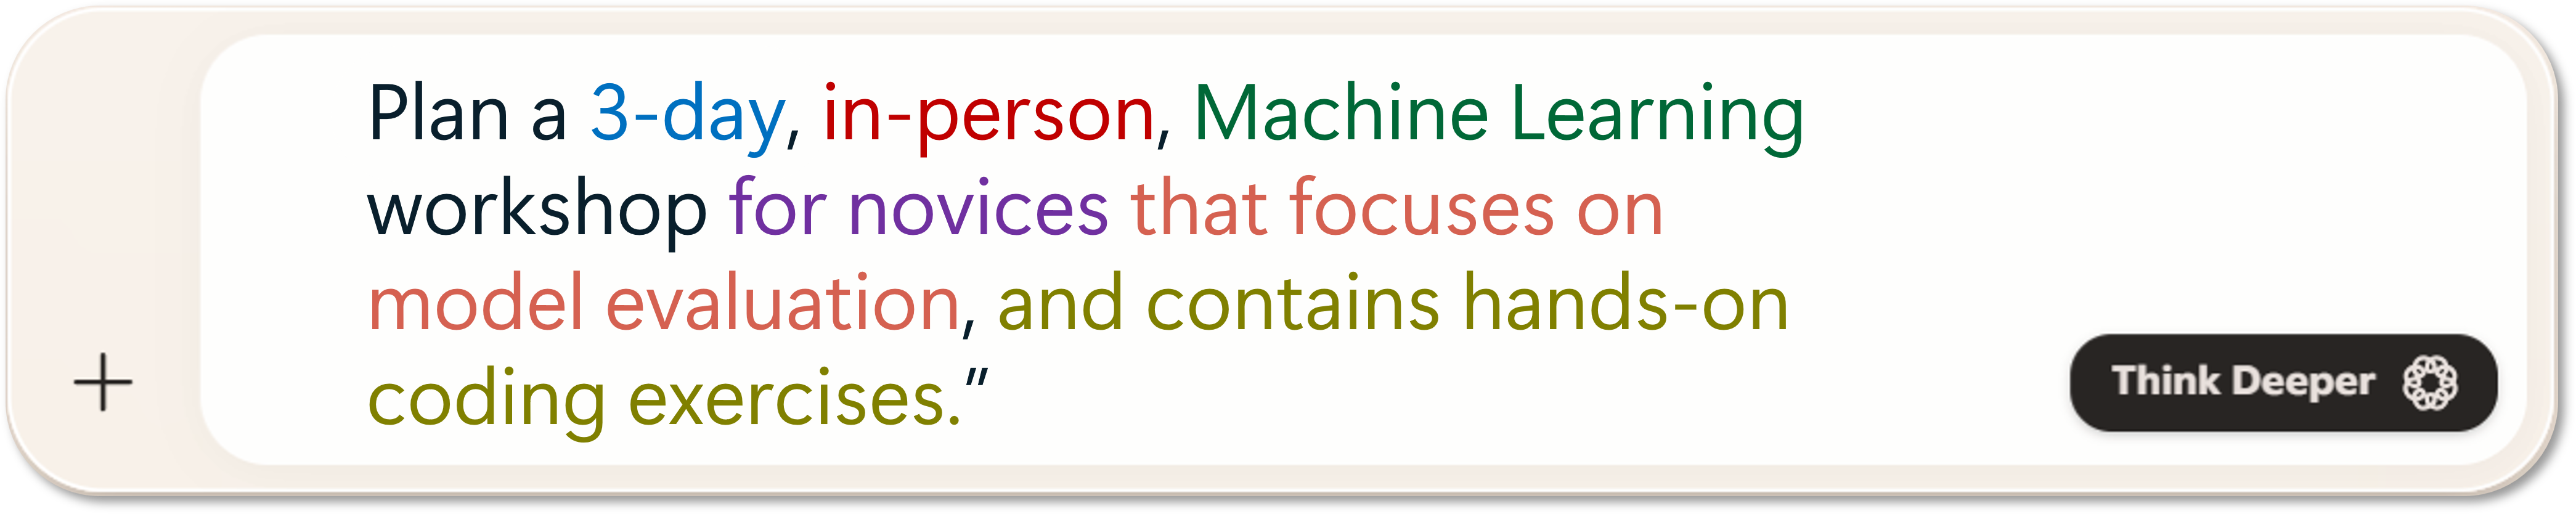 Plan a 3-day, in-person, Machine Learning
workshop for novices that focuses on
model evaluation, and contains hands-on
coding exercises.”
Think Deeper